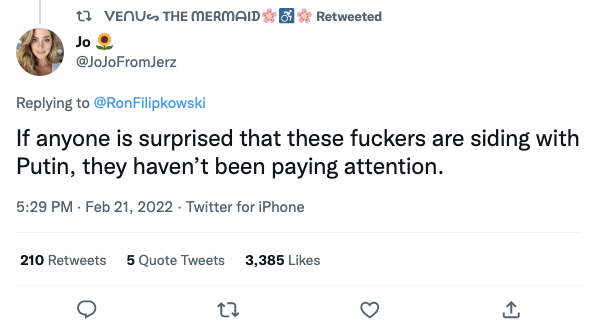 VEᑎᑌᔕ THE ᗰEᖇᗰᗩIᗪ🌸♿🌸 Retweeted
Jo 🌻
@JoJoFromJerz
Replying to @RonFilipkowski
If anyone is surprised that these fuckers are siding with
Putin, they haven’t been paying attention.
5:29 PM · Feb 21, 2022 · Twitter for iPhone
210 Retweets 5 Quote Tweets 3,385 Likes